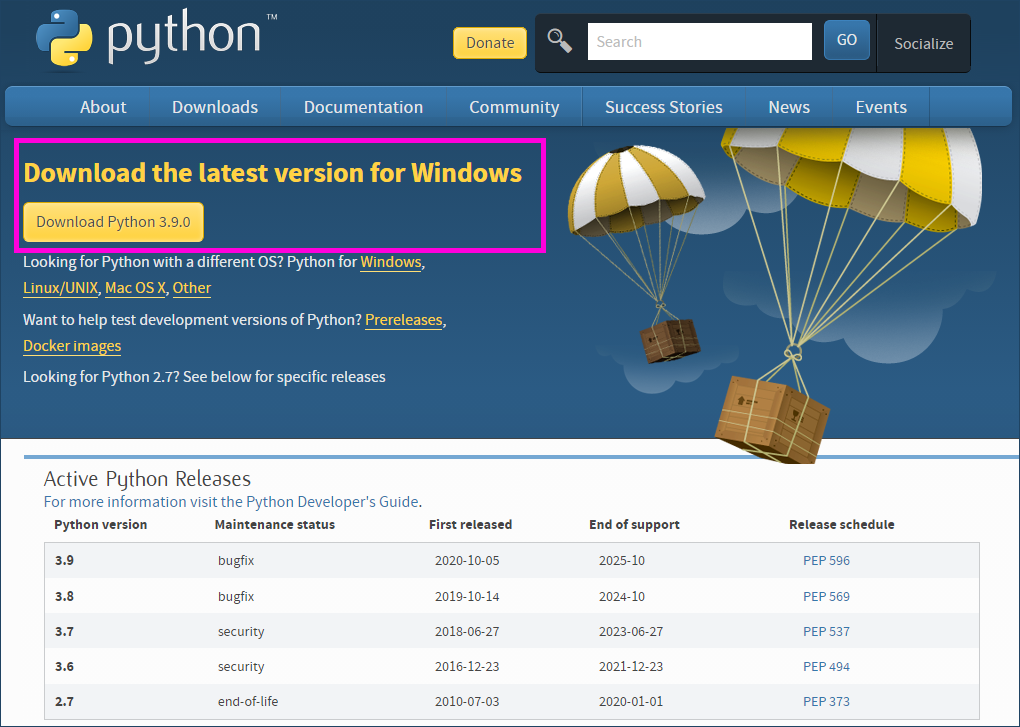 python™
Donate
Search
GO
Socialize
About Downloads Documentation Community Success Stories News Events
Download the latest version for Windows
Download Python 3.9.0
Looking for Python with a different OS? Python for Windows,
Linux/UNIX, Mac OS X, Other
Want to help test development versions of Python? Prereleases,
Docker images
Looking for Python 2.7? See below for specific releases
Active Python Releases
For more information visit the Python Developer's Guide.
Python version Maintenance status First released End of support Release schedule
3.9 bugfix 2020-10-05 2025-10 PEP 596
3.8 bugfix 2019-10-14 2024-10 PEP 569
3.7 security 2018-06-27 2023-06-27 PEP 537
3.6 security 2016-12-23 2021-12-23 PEP 494
2.7 end-of-life 2010-07-03 2020-01-01 PEP 373